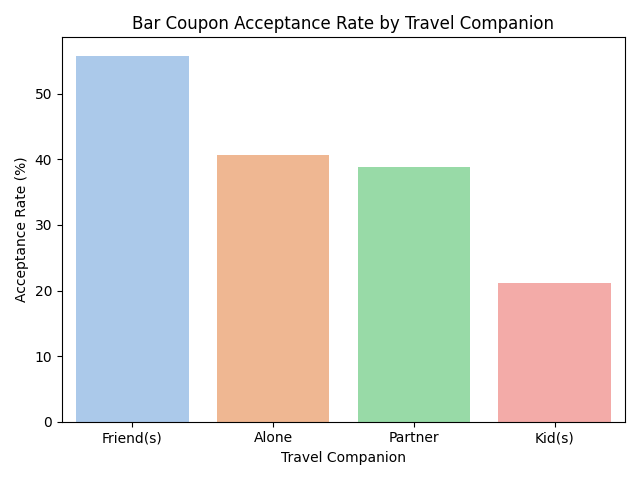 Bar Coupon Acceptance Rate by Travel Companion
Acceptance Rate (%)
50
40
30
20
10
0
Friend(s)
Alone
Partner
Kid(s)
Travel Companion